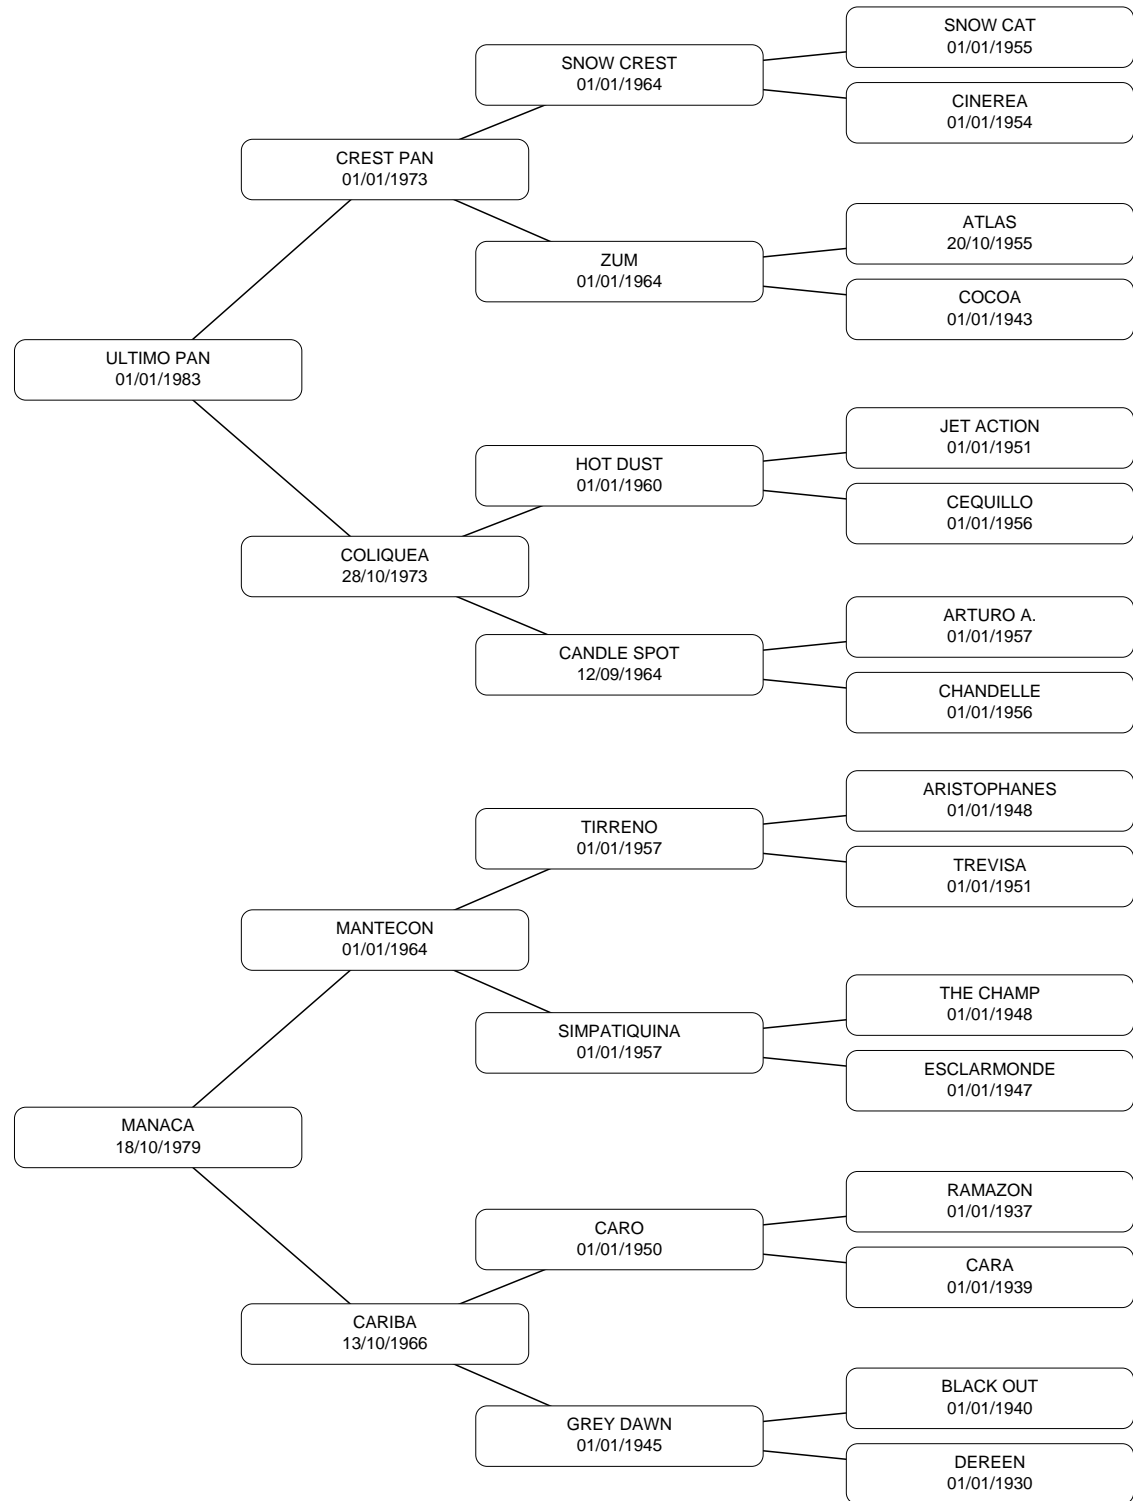 SNOW CAT
01/01/1955
SNOW CREST
01/01/1964
CINEREA
01/01/1954
CREST PAN
01/01/1973
ATLAS
20/10/1955
ZUM
01/01/1964
COCOA
01/01/1943
ULTIMO PAN
01/01/1983
JET ACTION
01/01/1951
HOT DUST
01/01/1960
CEQUILLO
01/01/1956
COLIQUEA
28/10/1973
ARTURO A.
01/01/1957
CANDLE SPOT
12/09/1964
CHANDELLE
01/01/1956
ARISTOPHANES
01/01/1948
TIRRENO
01/01/1957
TREVISA
01/01/1951
MANTECON
01/01/1964
THE CHAMP
01/01/1948
SIMPATIQUINA
01/01/1957
ESCLARMONDE
01/01/1947
MANACA
18/10/1979
RAMAZON
01/01/1937
CARO
01/01/1950
CARA
01/01/1939
CARIBA
13/10/1966
BLACK OUT
01/01/1940
GREY DAWN
01/01/1945
DEREEN
01/01/1930